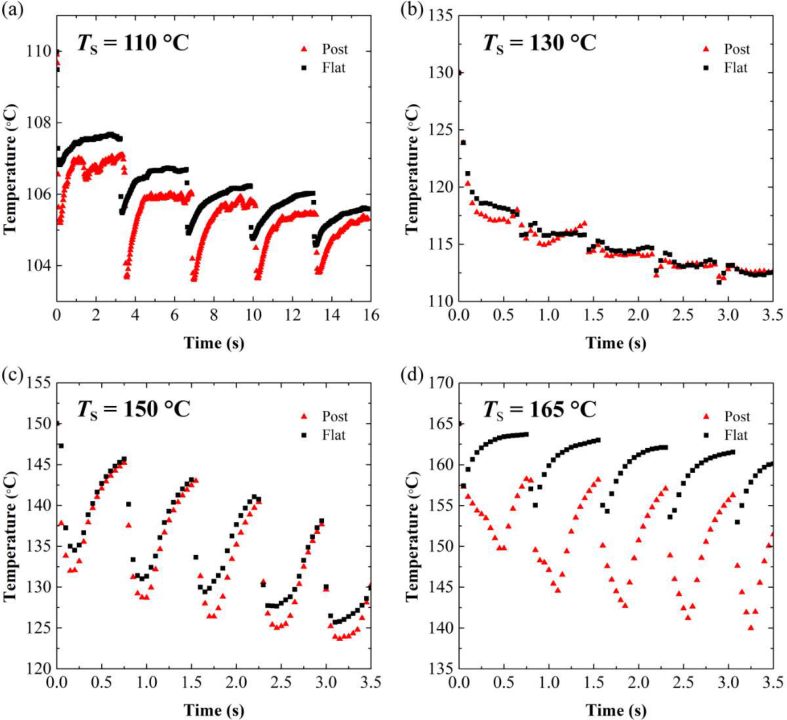 (a)
T_S = 110 °C
Post
Flat
Temperature (°C)
110
108
106
104
0 2 4 6 8 10 12 14 16
Time (s)
(b)
T_S = 130 °C
Post
Flat
Temperature (°C)
135
130
125
120
115
110
0.0 0.5 1.0 1.5 2.0 2.5 3.0 3.5
Time (s)
(c)
T_S = 150 °C
Post
Flat
Temperature (°C)
155
150
145
140
135
130
125
120
0.0 0.5 1.0 1.5 2.0 2.5 3.0 3.5
Time (s)
(d)
T_S = 165 °C
Post
Flat
Temperature (°C)
170
165
160
155
150
145
140
135
0.0 0.5 1.0 1.5 2.0 2.5 3.0 3.5
Time (s)